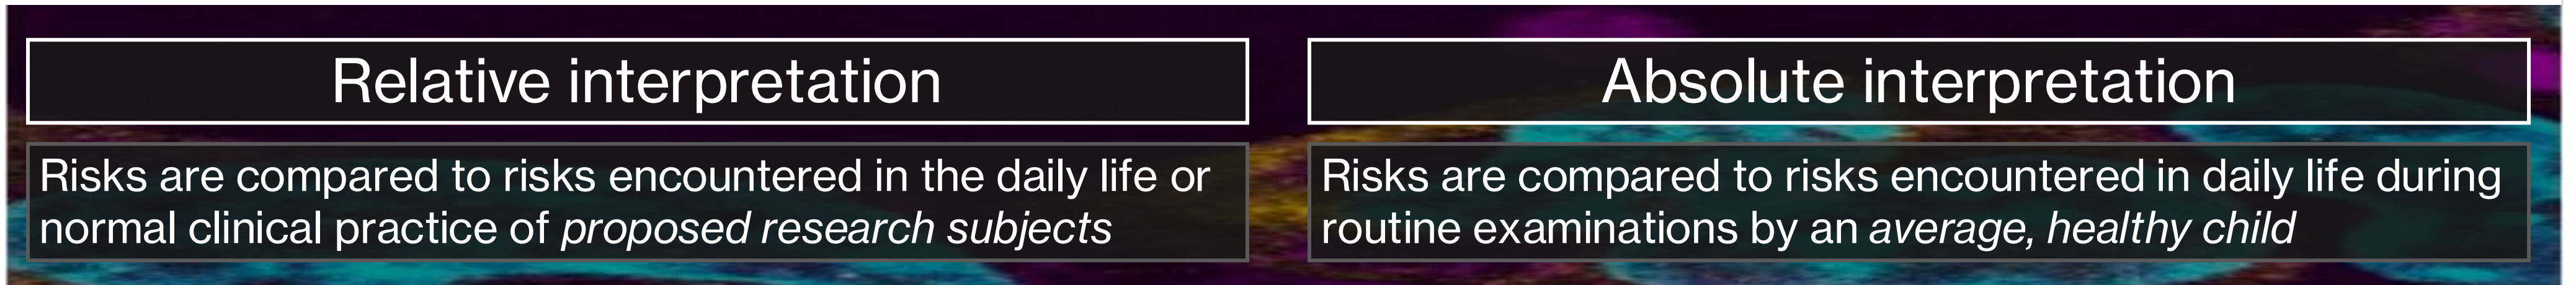 Relative interpretation
Risks are compared to risks encountered in the daily life or
normal clinical practice of proposed research subjects
Absolute interpretation
Risks are compared to risks encountered in daily life during
routine examinations by an average, healthy child